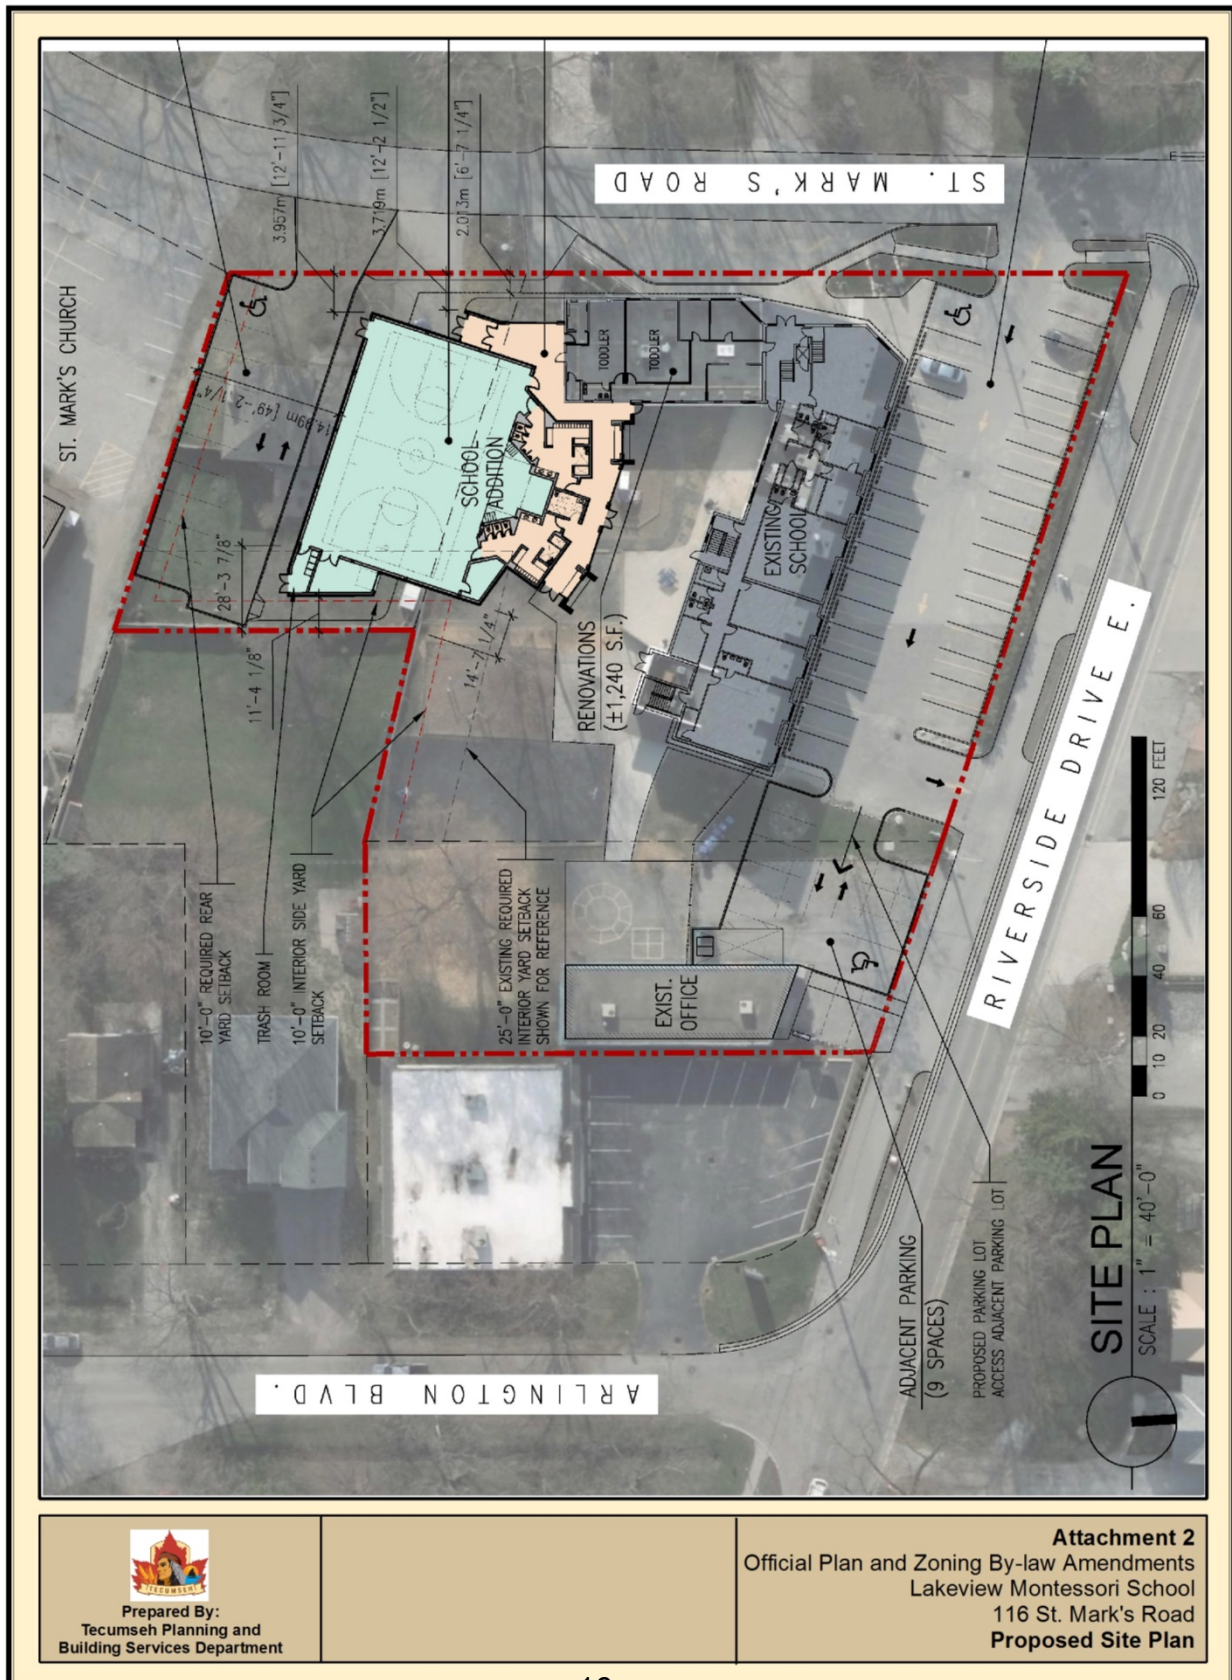 ST. MARK'S CHURCH
3.957m [12'-11 3/4"]
3.719m [12'-2 1/2"]
2.013m [6'-7 1/4"]
ST. MARK'S ROAD
14.99m [49'-2 1/4"]
28'-3 7/8"
11'-4 1/8"
14'-7 1/4"
SCHOOL
ADDITION
TODDLER
TODDLER
EXISTING
SCHOOL
RENOVATIONS
(±1,240 S.F.)
10'-0" REQUIRED REAR
YARD SETBACK
TRASH ROOM
10'-0" INTERIOR SIDE YARD
SETBACK
25'-0" EXISTING REQUIRED
INTERIOR YARD SETBACK
SHOWN FOR REFERENCE
EXIST.
OFFICE
RIVERSIDE DRIVE E.
ARLINGTON BLVD.
ADJACENT PARKING
(9 SPACES)
PROPOSED PARKING LOT
ACCESS ADJACENT PARKING LOT
SITE PLAN
SCALE : 1" = 40'-0"
0 10 20 40 60 120 FEET
TECUMSEH
Prepared By:
Tecumseh Planning and
Building Services Department
Attachment 2
Official Plan and Zoning By-law Amendments
Lakeview Montessori School
116 St. Mark's Road
Proposed Site Plan